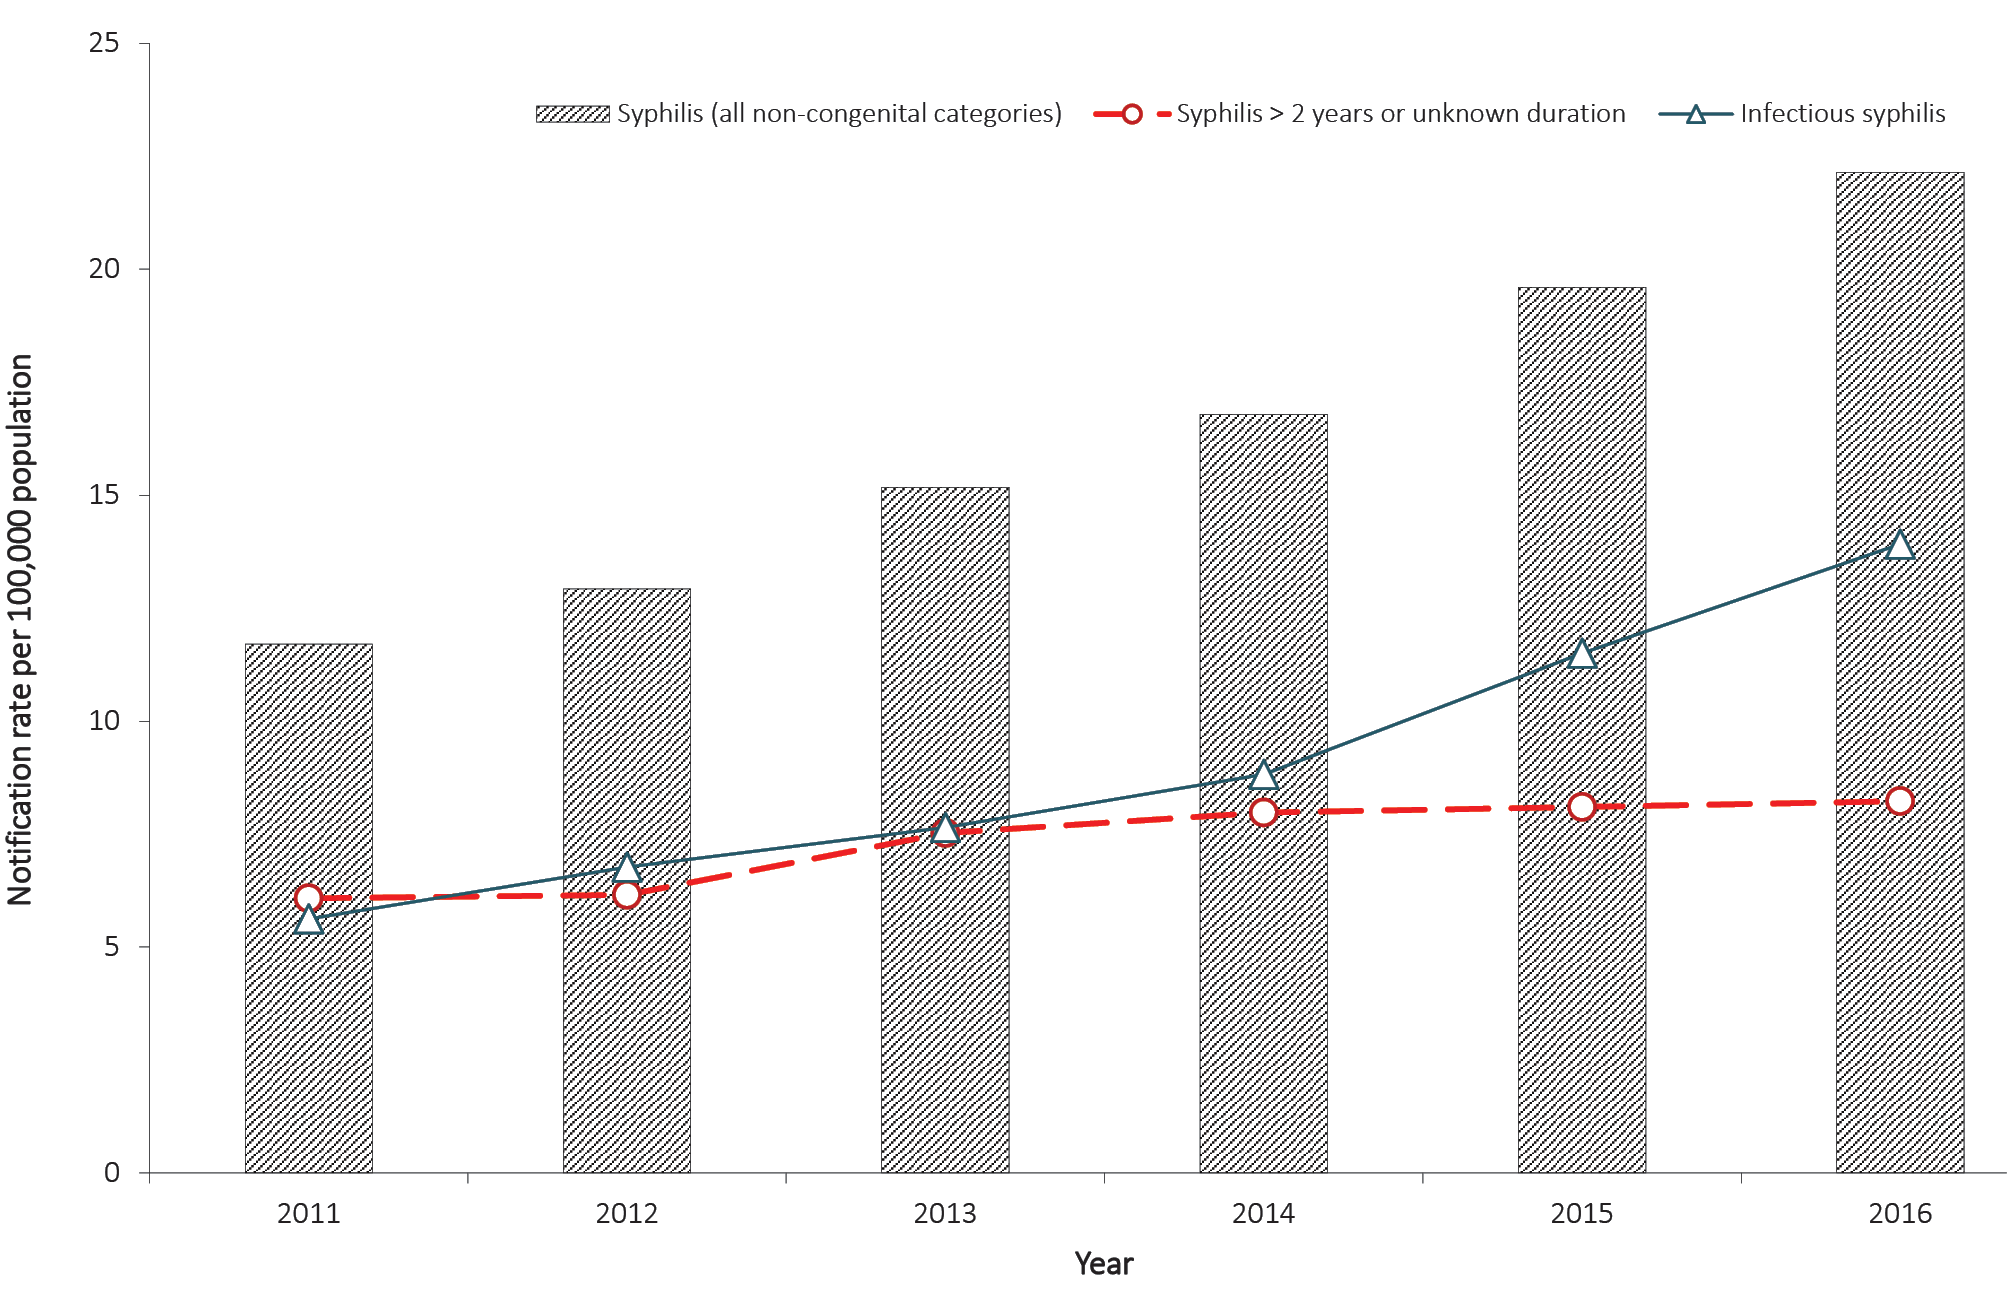 25
Syphilis (all non-congenital categories)
Syphilis > 2 years or unknown duration
Infectious syphilis
20
15
10
5
0
Notification rate per 100,000 population
2011
2012
2013
2014
2015
2016
Year